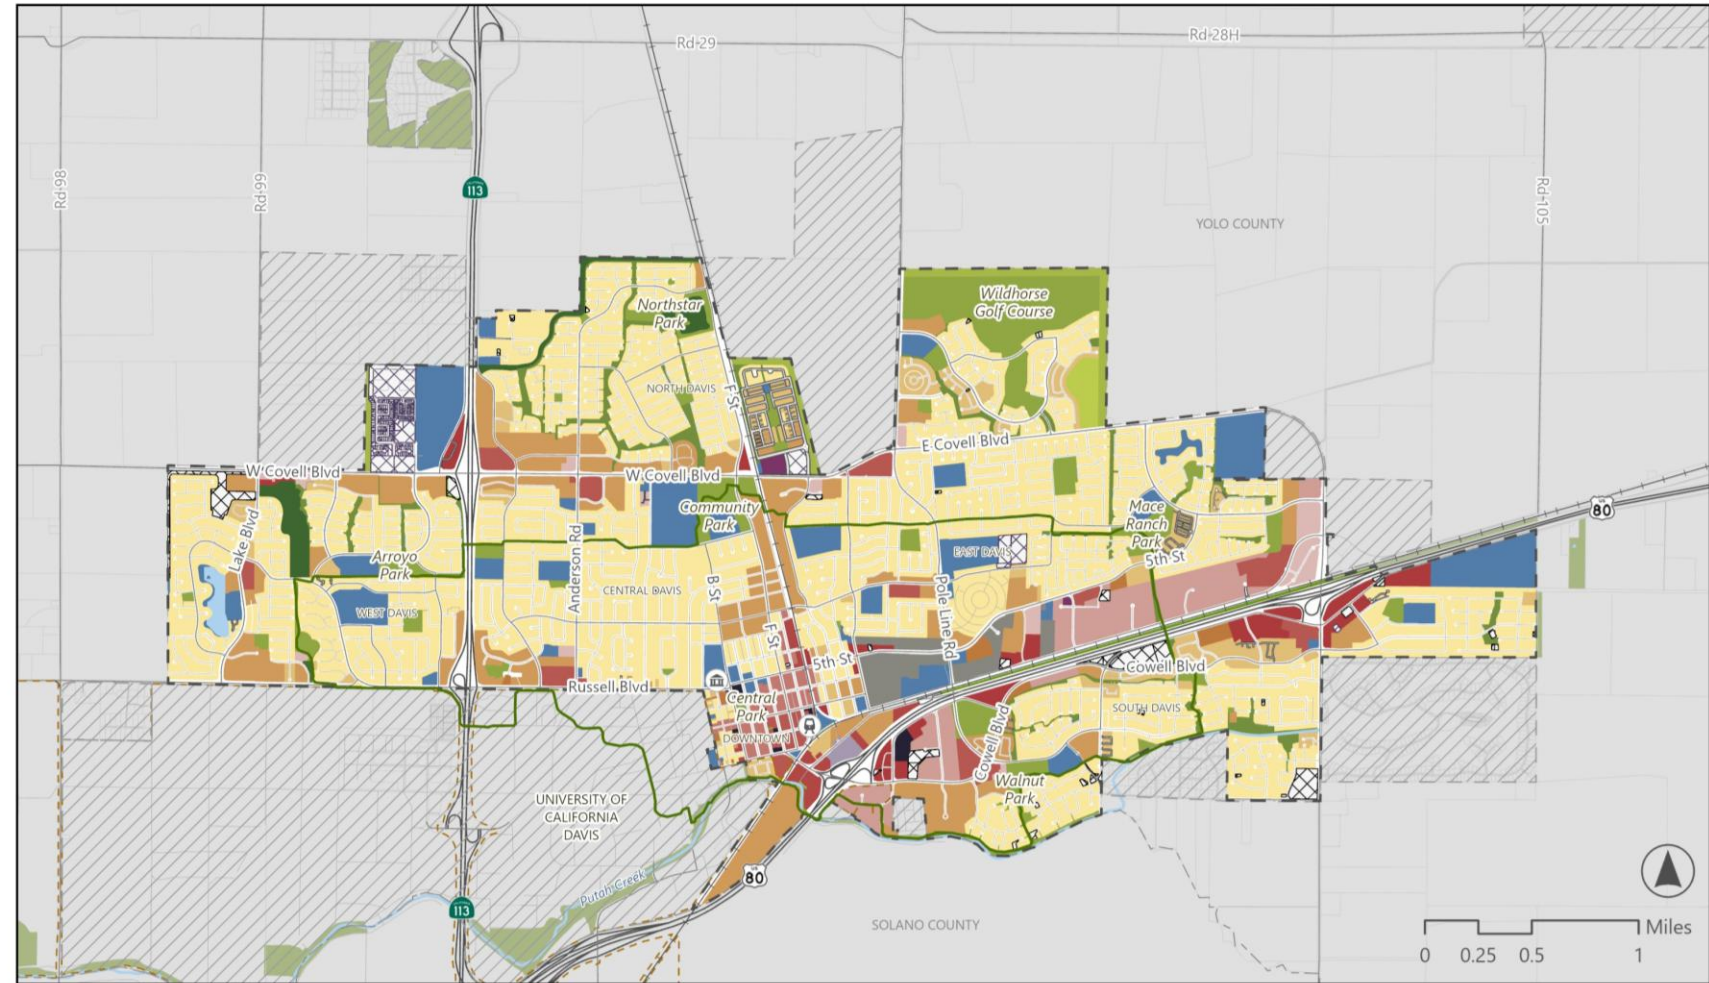 Rd 29
Rd 28H
Rd 98
Rd 99
113
Rd 105
YOLO COUNTY
Northstar
Park
Wildhorse
Golf Course
NORTH DAVIS
F St
E Covell Blvd
W Covell Blvd
W Covell Blvd
Community
Park
Mace
Ranch
Park
US
80
Lake Blvd
Arroyo
Park
Anderson Rd
EAST DAVIS
5th St
CENTRAL DAVIS
B St
Pole Line Rd
WEST DAVIS
F St
5th St
Cowell Blvd
Russell Blvd
Central
Park
DOWNTOWN
SOUTH DAVIS
Cowell Blvd
Walnut
Park
UNIVERSITY OF
CALIFORNIA
DAVIS
Putah Creek
US
80
113
SOLANO COUNTY
Miles
0 0.25 0.5 1